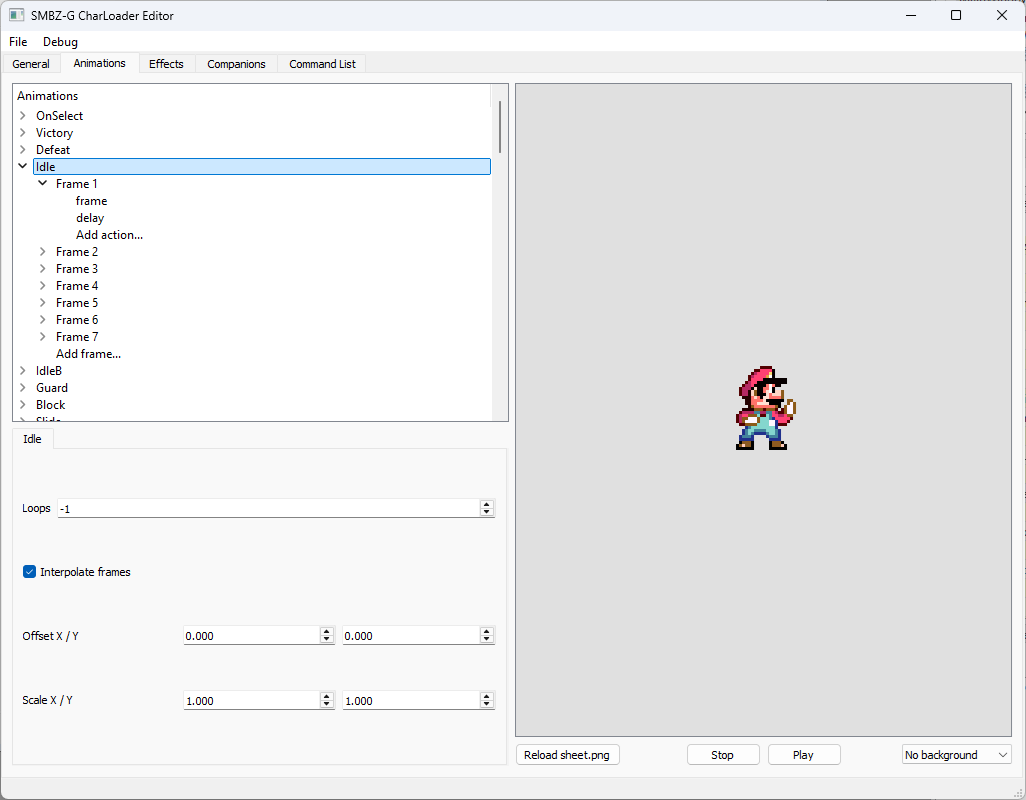 SMBZ-G CharLoader Editor
File Debug
General Animations Effects Companions Command List
Animations
OnSelect
Victory
Defeat
Idle
Frame 1
frame
delay
Add action...
Frame 2
Frame 3
Frame 4
Frame 5
Frame 6
Frame 7
Add frame...
IdleB
Guard
Block
Idle
Loops -1
Interpolate frames
Offset X / Y 0.000 0.000
Scale X / Y 1.000 1.000
Reload sheet.png Stop Play No background